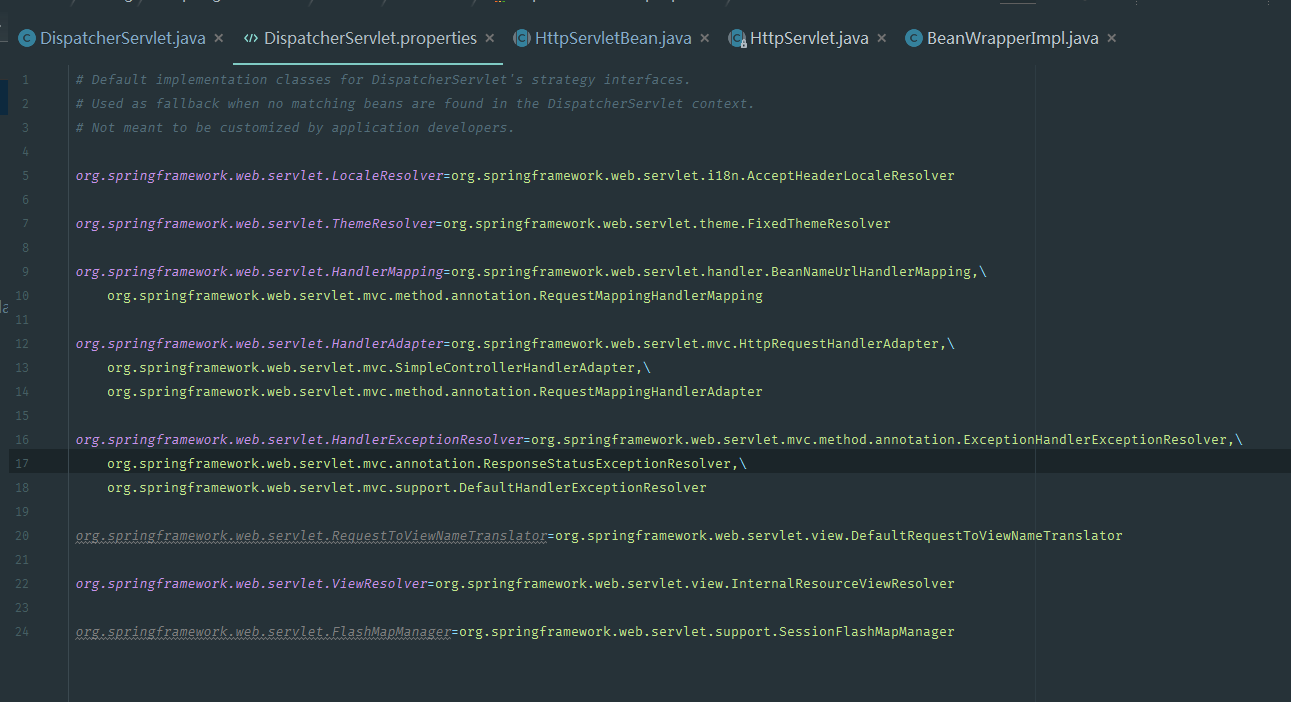 DispatcherServlet.java × DispatcherServlet.properties × HttpServletBean.java × HttpServlet.java × BeanWrapperImpl.java ×
1 # Default implementation classes for DispatcherServlet's strategy interfaces.
2 # Used as fallback when no matching beans are found in the DispatcherServlet context.
3 # Not meant to be customized by application developers.
4
5 org.springframework.web.servlet.LocaleResolver=org.springframework.web.servlet.i18n.AcceptHeaderLocaleResolver
6
7 org.springframework.web.servlet.ThemeResolver=org.springframework.web.servlet.theme.FixedThemeResolver
8
9 org.springframework.web.servlet.HandlerMapping=org.springframework.web.servlet.handler.BeanNameUrlHandlerMapping,\
10 org.springframework.web.servlet.mvc.method.annotation.RequestMappingHandlerMapping
11
12 org.springframework.web.servlet.HandlerAdapter=org.springframework.web.servlet.mvc.HttpRequestHandlerAdapter,\
13 org.springframework.web.servlet.mvc.SimpleControllerHandlerAdapter,\
14 org.springframework.web.servlet.mvc.method.annotation.RequestMappingHandlerAdapter
15
16 org.springframework.web.servlet.HandlerExceptionResolver=org.springframework.web.servlet.mvc.method.annotation.ExceptionHandlerExceptionResolver,\
17 org.springframework.web.servlet.mvc.annotation.ResponseStatusExceptionResolver,\
18 org.springframework.web.servlet.mvc.support.DefaultHandlerExceptionResolver
19
20 org.springframework.web.servlet.RequestToViewNameTranslator=org.springframework.web.servlet.view.DefaultRequestToViewNameTranslator
21
22 org.springframework.web.servlet.ViewResolver=org.springframework.web.servlet.view.InternalResourceViewResolver
23
24 org.springframework.web.servlet.FlashMapManager=org.springframework.web.servlet.support.SessionFlashMapManager